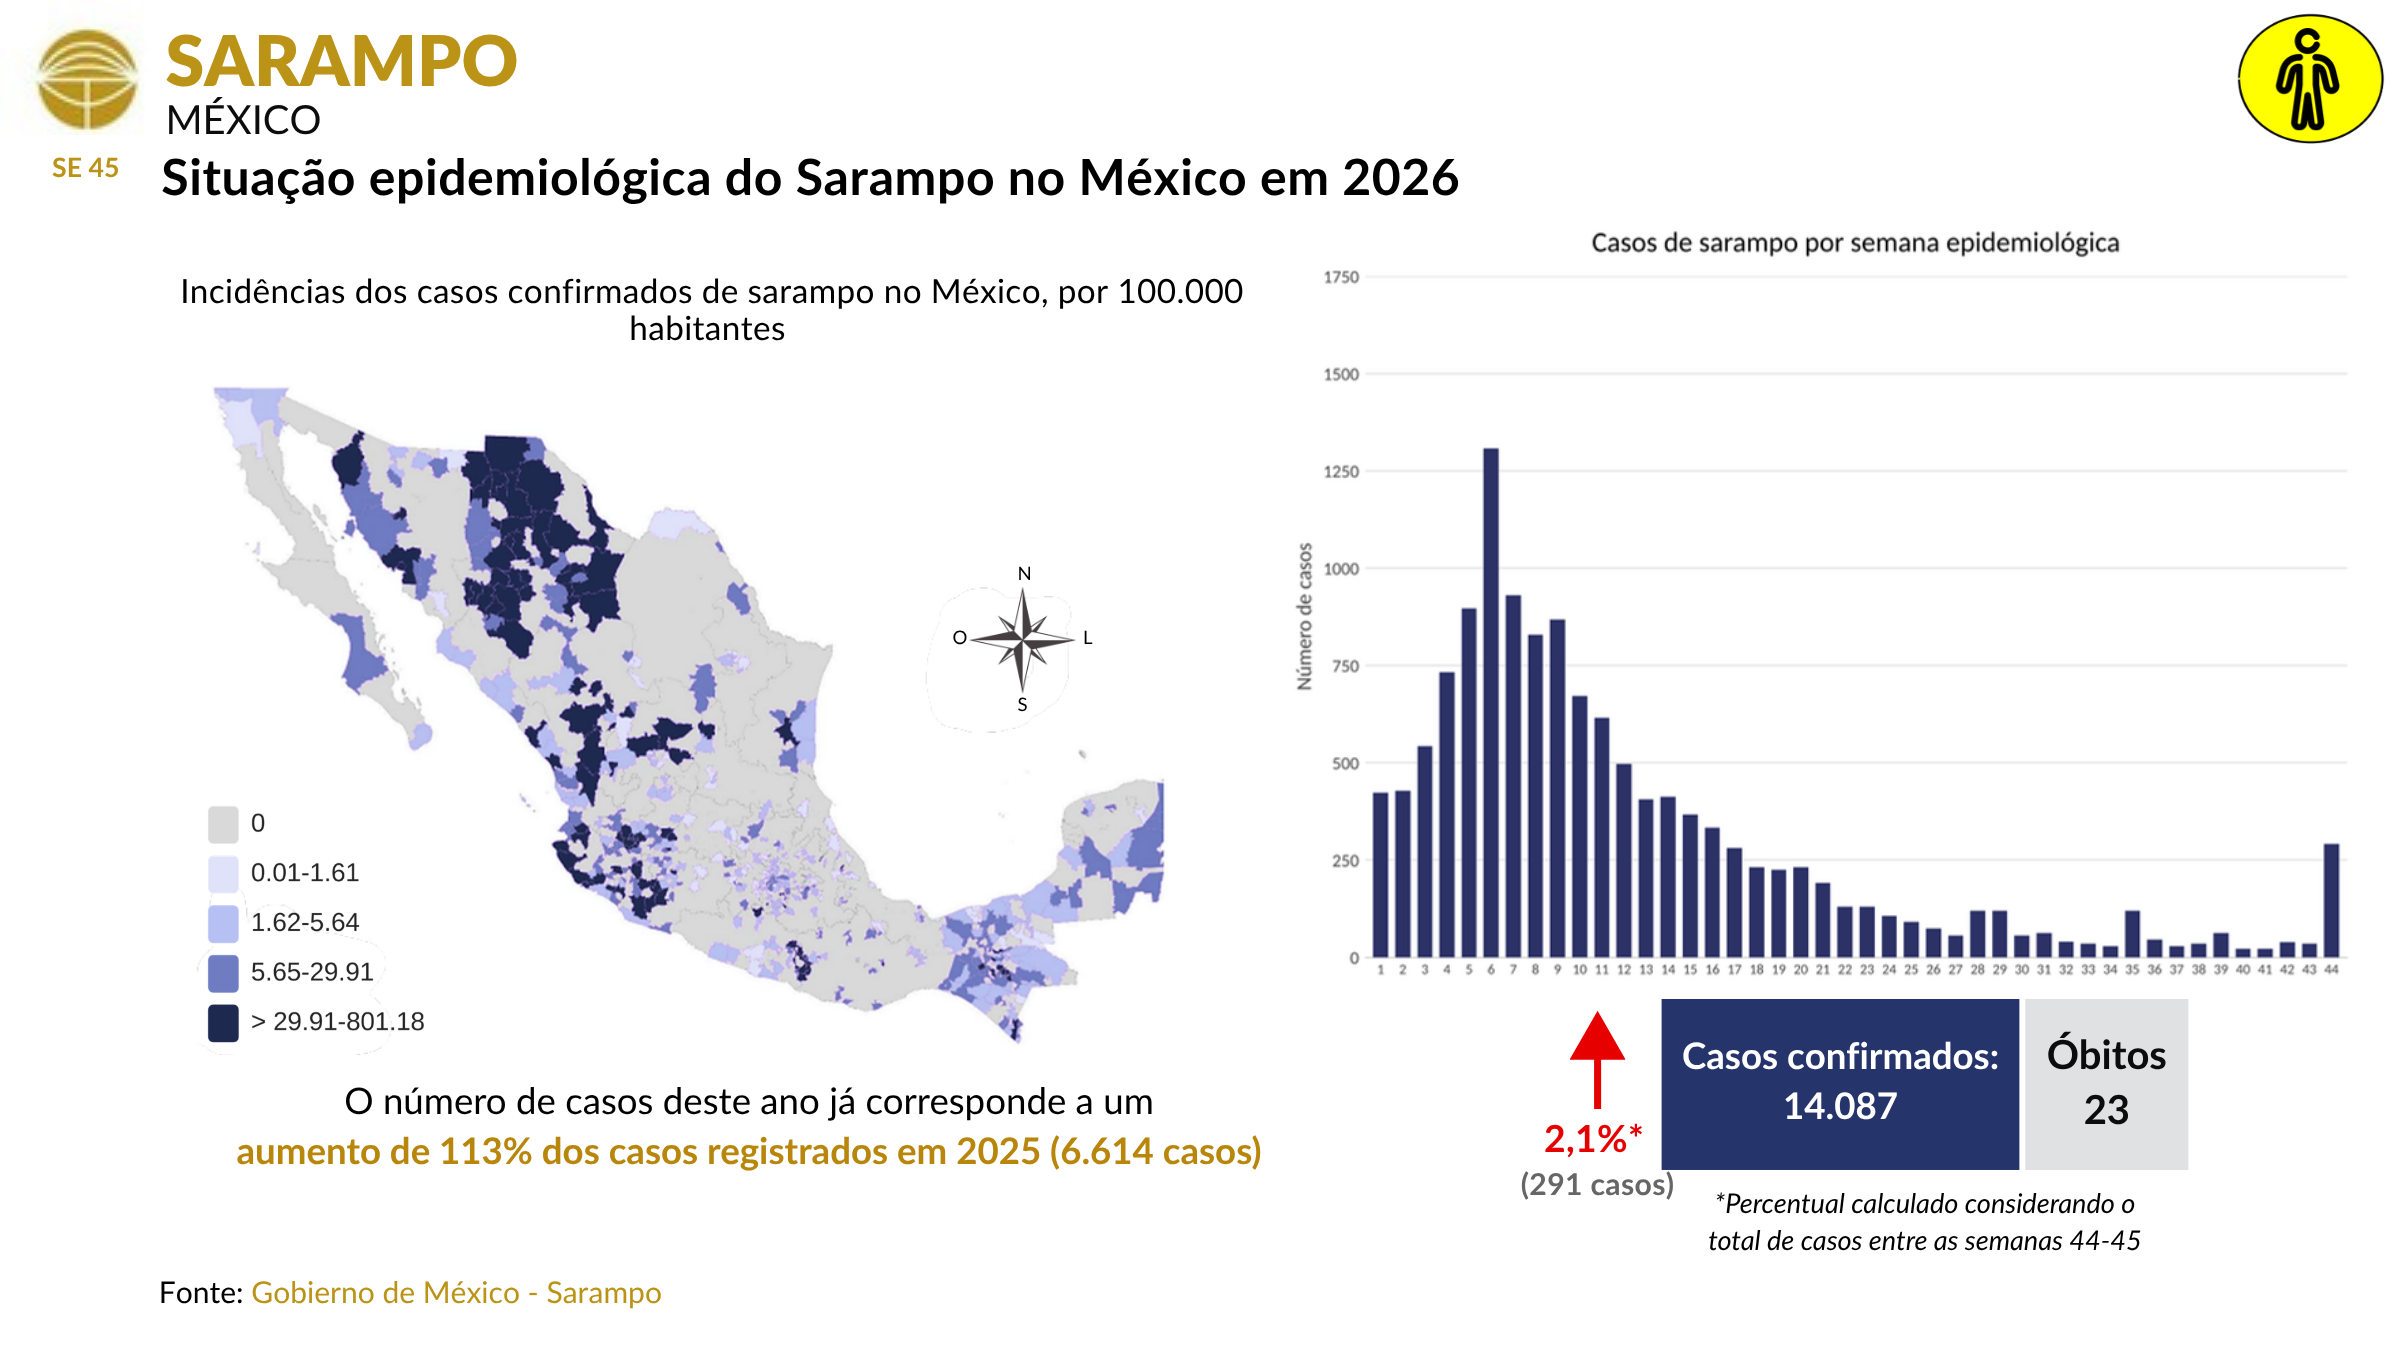 SARAMPO
MÉXICO
SE 45
Situação epidemiológica do Sarampo no México em 2026
Incidências dos casos confirmados de sarampo no México, por 100.000
habitantes
N
O
L
S
0
0.01-1.61
1.62-5.64
5.65-29.91
> 29.91-801.18
O número de casos deste ano já corresponde a um
aumento de 113% dos casos registrados em 2025 (6.614 casos)
Casos de sarampo por semana epidemiológica
Número de casos
1750
1500
1250
1000
750
500
250
0
1 2 3 4 5 6 7 8 9 10 11 12 13 14 15 16 17 18 19 20 21 22 23 24 25 26 27 28 29 30 31 32 33 34 35 36 37 38 39 40 41 42 43 44
2,1%*
(291 casos)
Casos confirmados:
14.087
Óbitos
23
*Percentual calculado considerando o
total de casos entre as semanas 44-45
Fonte: Gobierno de México - Sarampo